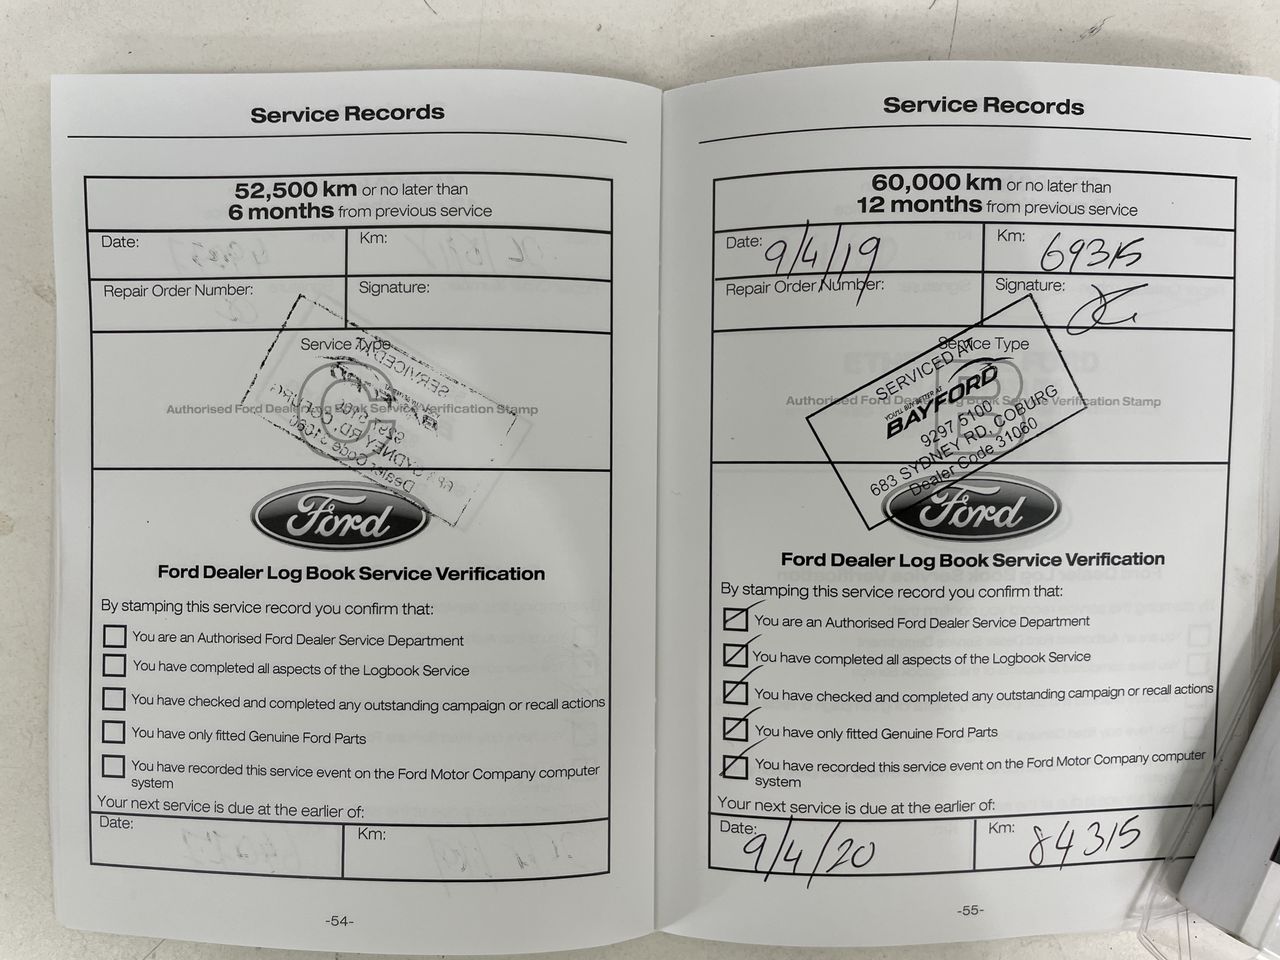 Service Records
52,500 km or no later than
6 months from previous service
Date:
Km:
Repair Order Number:
Signature:
Service Type
C
Authorised Ford Dealer Log Book Service Verification Stamp
Ford
Ford Dealer Log Book Service Verification
By stamping this service record you confirm that:
You are an Authorised Ford Dealer Service Department
You have completed all aspects of the Logbook Service
You have checked and completed any outstanding campaign or recall actions
You have only fitted Genuine Ford Parts
You have recorded this service event on the Ford Motor Company computer
system
Your next service is due at the earlier of:
Date:
Km:
-54-
Service Records
60,000 km or no later than
12 months from previous service
Date: 9/4/19
Km: 69315
Repair Order Number:
Signature:
Service Type
B
Authorised Ford Dealer Log Book Service Verification Stamp
SERVICED AT
YOU'LL BUY BETTER AT
BAYFORD
9297 5100
683 SYDNEY RD, COBURG
Dealer Code 31060
Ford
Ford Dealer Log Book Service Verification
By stamping this service record you confirm that:
You are an Authorised Ford Dealer Service Department
You have completed all aspects of the Logbook Service
You have checked and completed any outstanding campaign or recall actions
You have only fitted Genuine Ford Parts
You have recorded this service event on the Ford Motor Company computer
system
Your next service is due at the earlier of:
Date: 9/4/20
Km: 84315
-55-